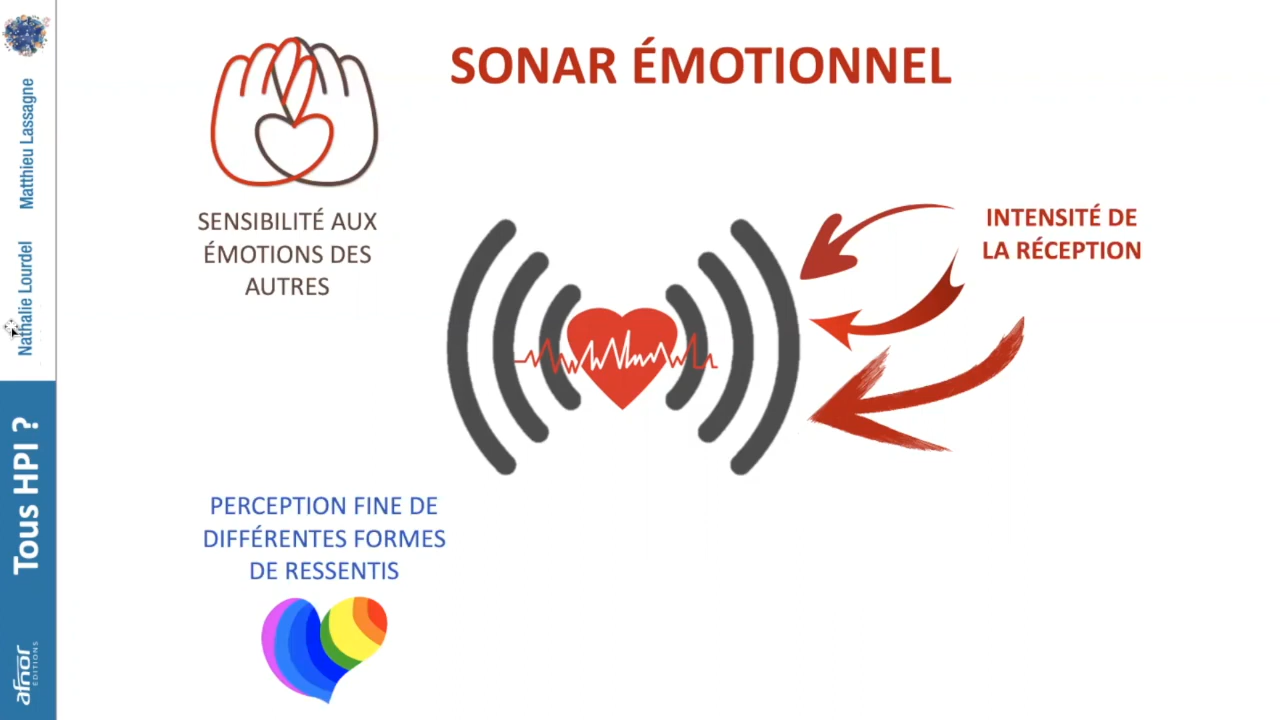 SONAR ÉMOTIONNEL
SENSIBILITÉ AUX
ÉMOTIONS DES
AUTRES
INTENSITÉ DE
LA RÉCEPTION
PERCEPTION FINE DE
DIFFÉRENTES FORMES
DE RESSENTIS
Nathalie Lourdel
Matthieu Lassagne
Tous HPI ?
afnor
ÉDITIONS